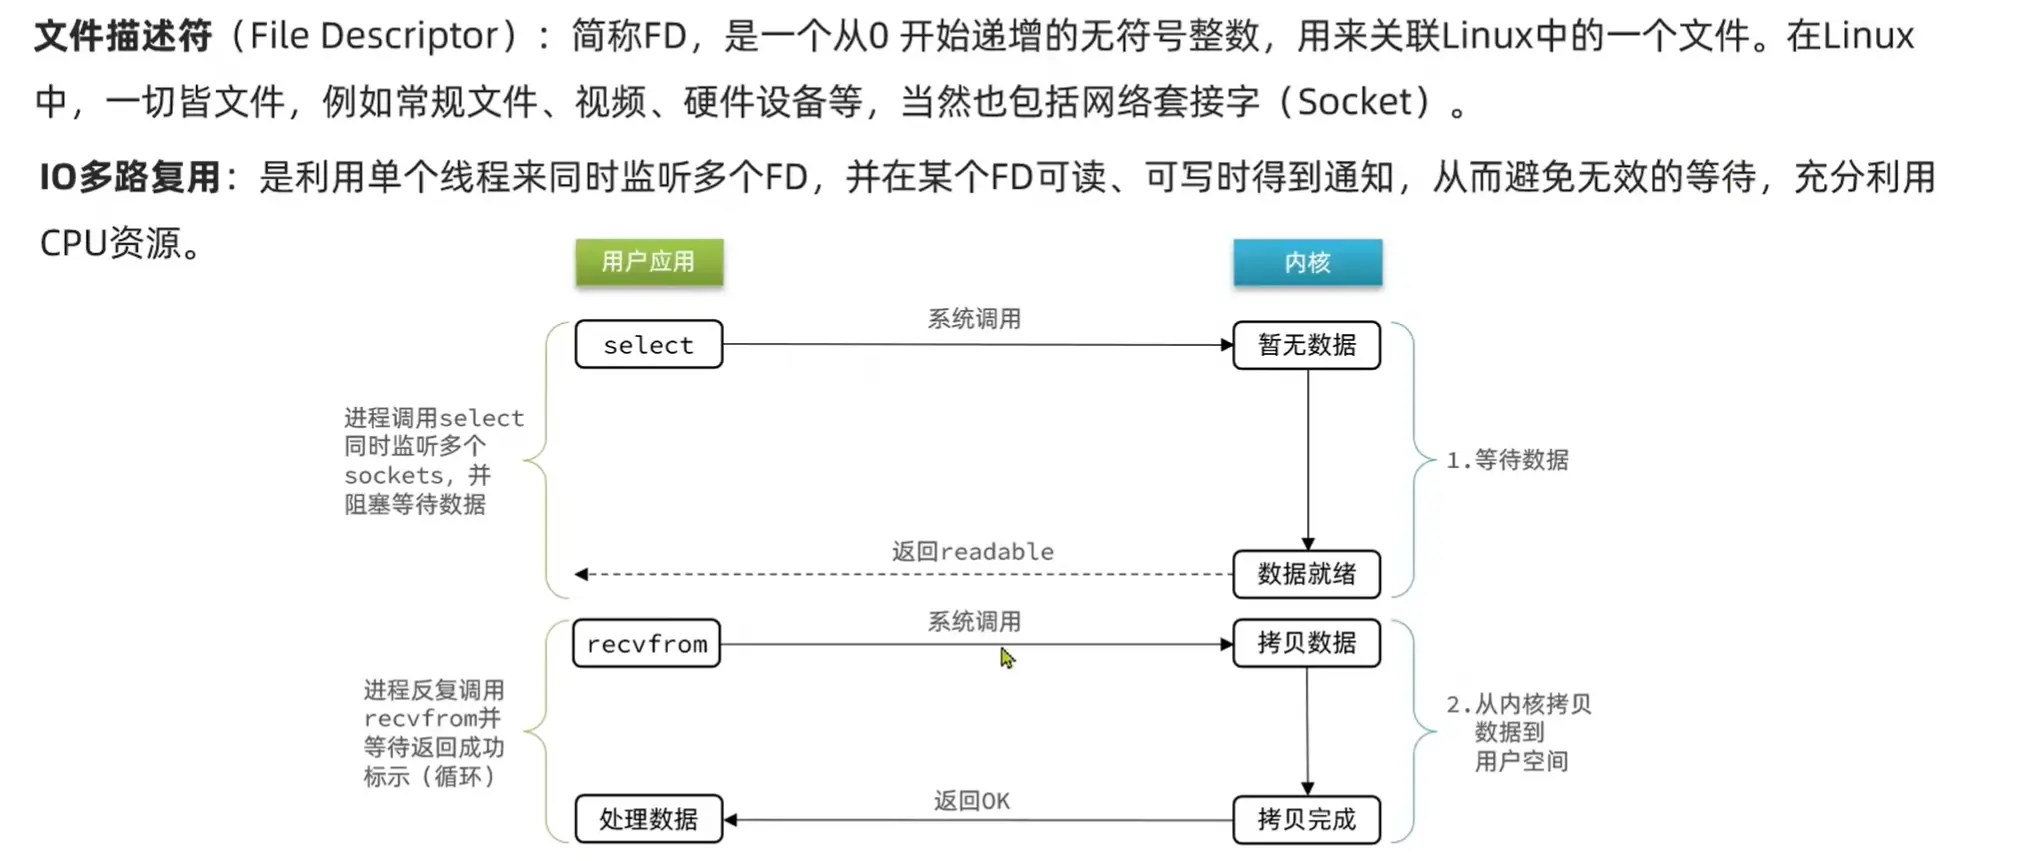 文件描述符（File Descriptor）：简称FD，是一个从0 开始递增的无符号整数，用来关联Linux中的一个文件。在Linux
中，一切皆文件，例如常规文件、视频、硬件设备等，当然也包括网络套接字（Socket）。
IO多路复用：是利用单个线程来同时监听多个FD，并在某个FD可读、可写时得到通知，从而避免无效的等待，充分利用
CPU资源。
用户应用
内核
系统调用
select
暂无数据
进程调用select
同时监听多个
sockets，并
阻塞等待数据
1.等待数据
返回readable
数据就绪
系统调用
recvfrom
拷贝数据
进程反复调用
recvfrom并
等待返回成功
标示（循环）
2.从内核拷贝
数据到
用户空间
返回OK
处理数据
拷贝完成